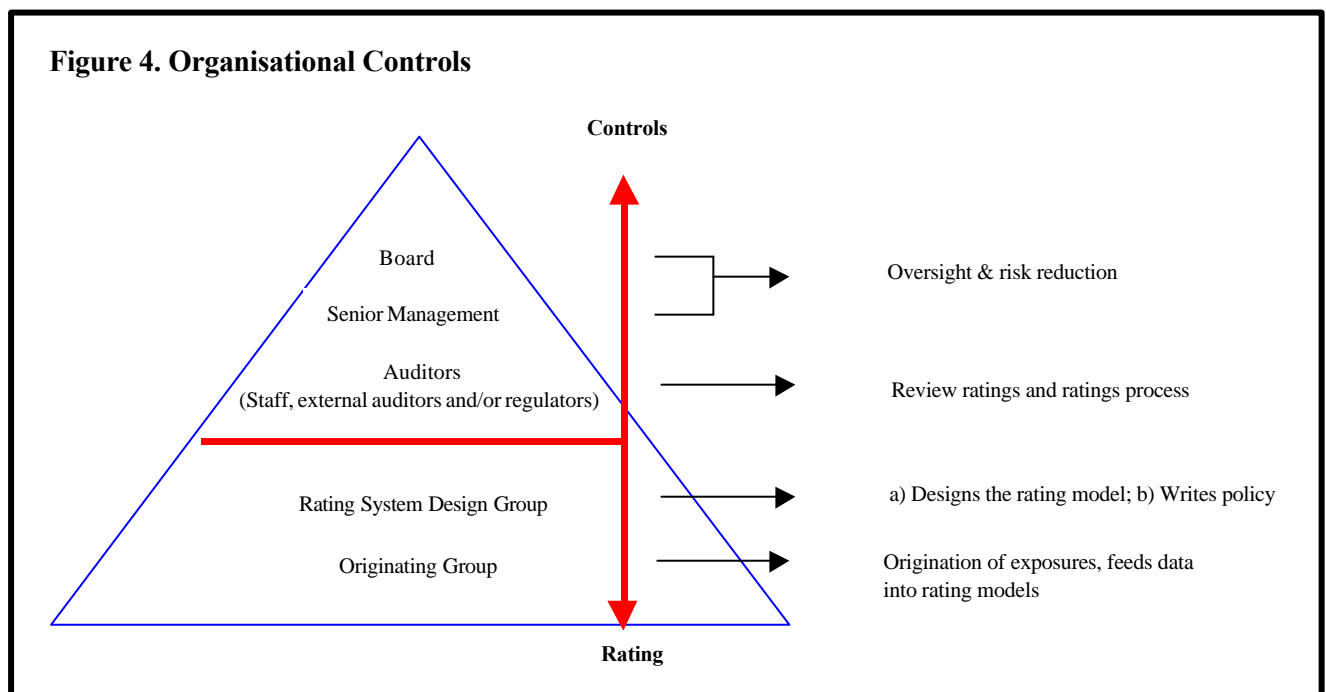 Figure 4. Organisational Controls
Controls
Board
Oversight & risk reduction
Senior Management
Auditors
(Staff, external auditors and/or regulators)
Review ratings and ratings process
Rating System Design Group
a) Designs the rating model; b) Writes policy
Originating Group
Origination of exposures, feeds data
into rating models
Rating